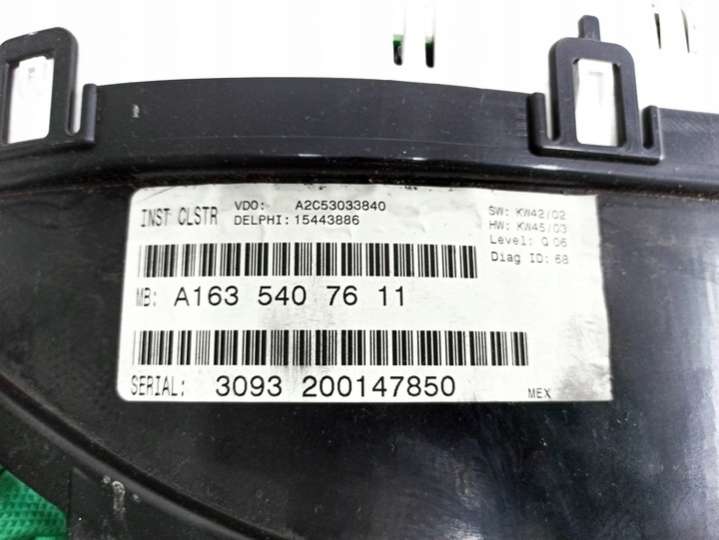 INST CLSTR
VDO: A2C53033840
DELPHI: 15443886
SW: KW42/02
HW: KW45/03
Level: Q 06
Diag ID: 68
MB: A163 540 76 11
SERIAL: 3093 200147850
MEX